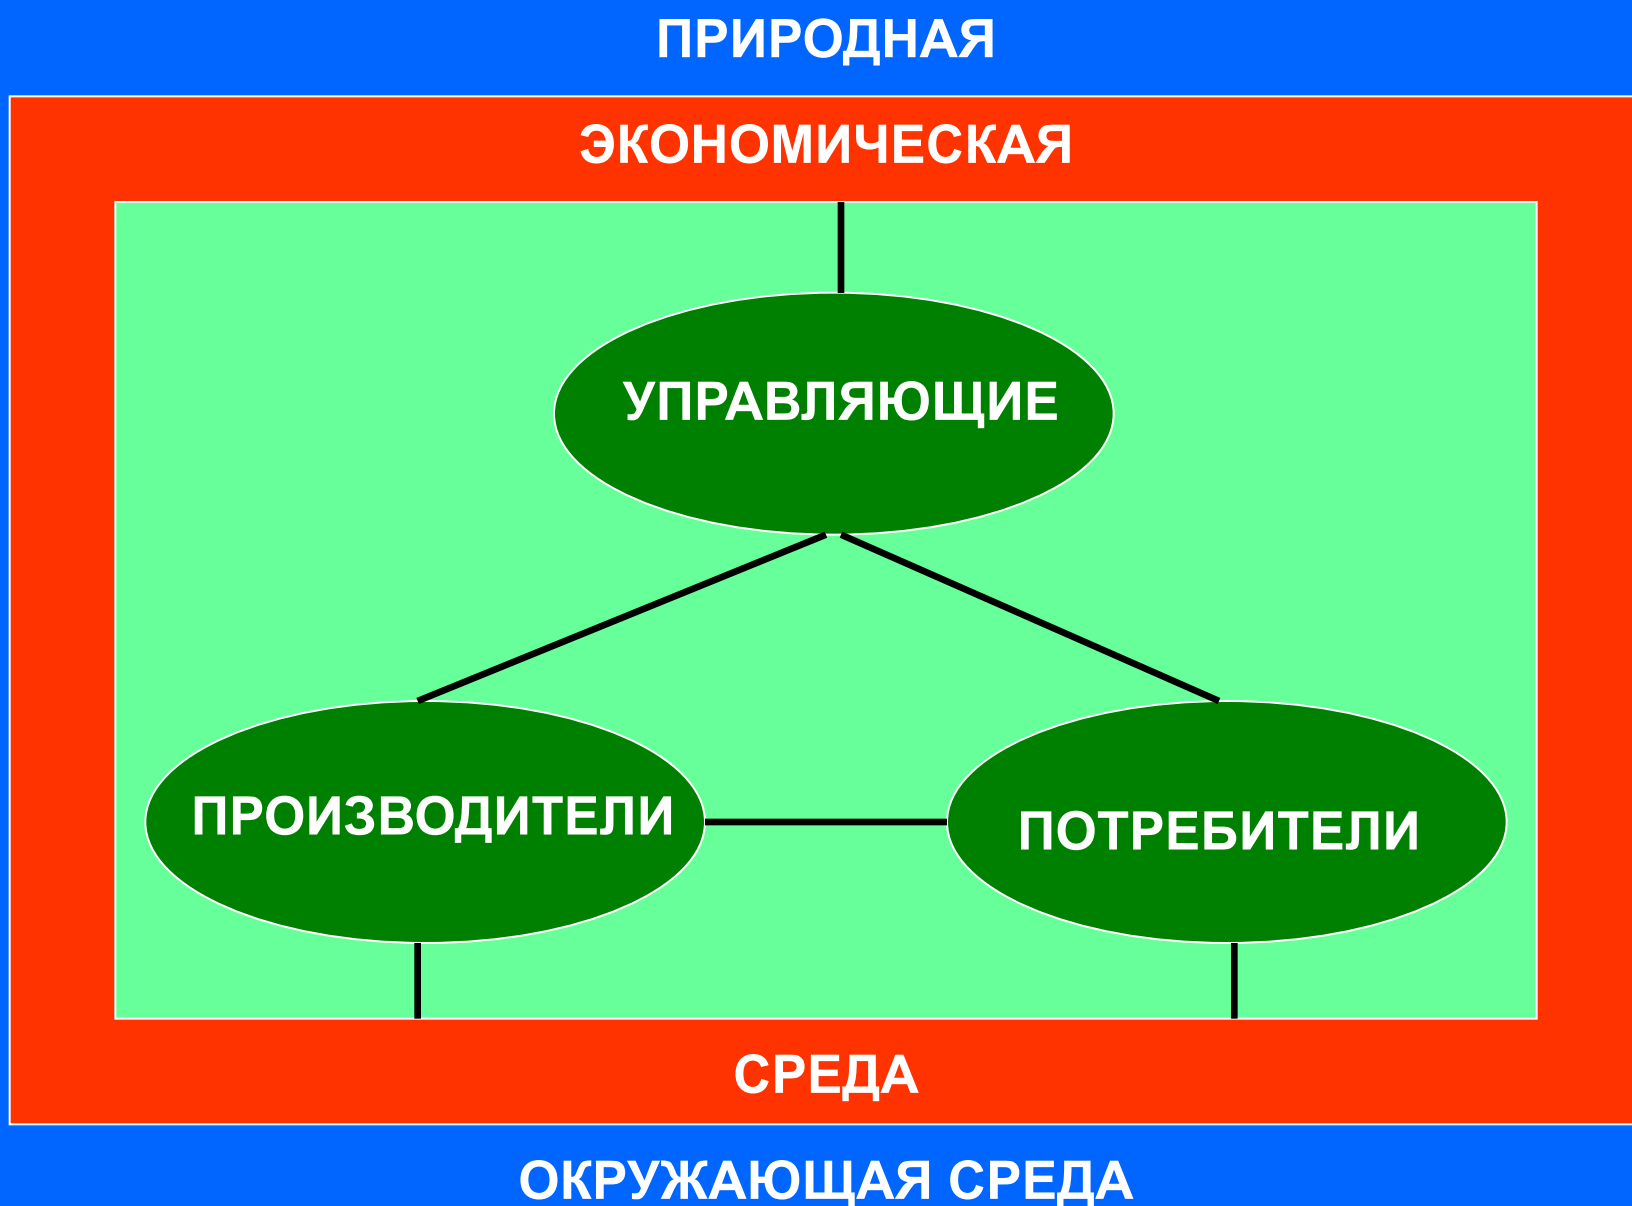 ПРИРОДНАЯ
ЭКОНОМИЧЕСКАЯ
УПРАВЛЯЮЩИЕ
ПРОИЗВОДИТЕЛИ
ПОТРЕБИТЕЛИ
СРЕДА
ОКРУЖАЮЩАЯ СРЕДА